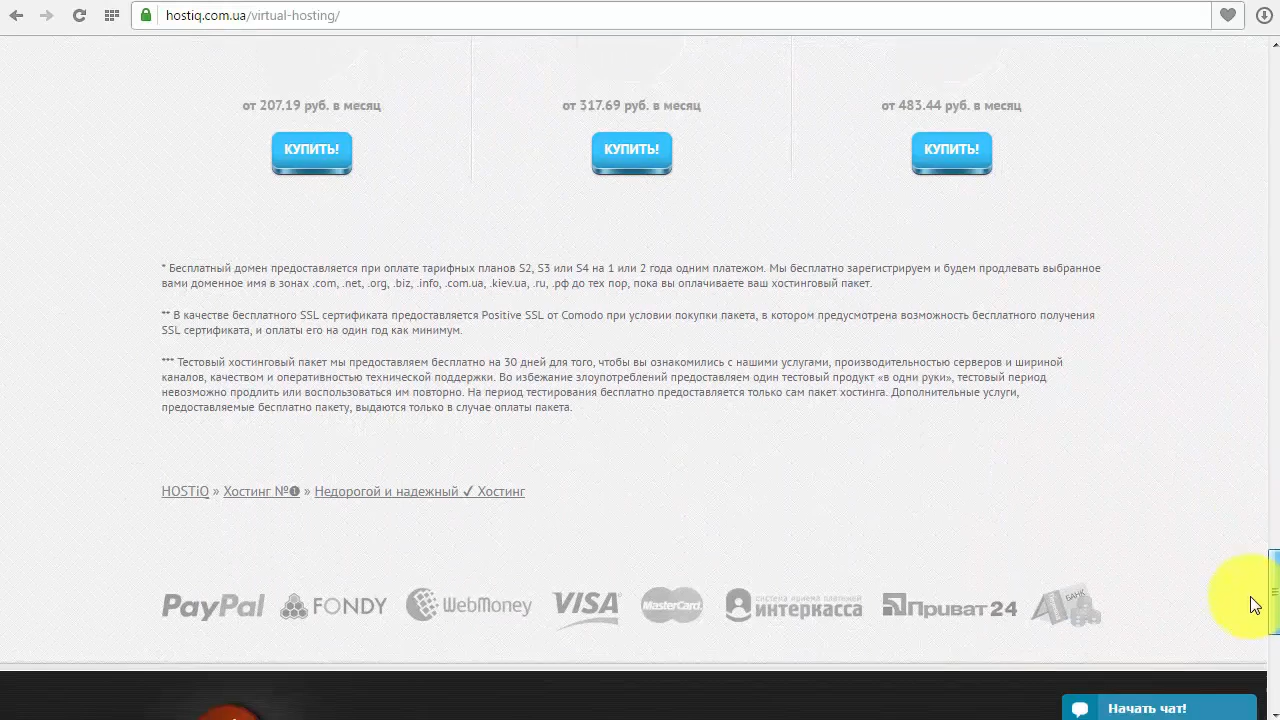 hostiq.com.ua/virtual-hosting/
от 207.19 руб. в месяц
от 317.69 руб. в месяц
от 483.44 руб. в месяц
КУПИТЬ!
КУПИТЬ!
КУПИТЬ!
* Бесплатный домен предоставляется при оплате тарифных планов S2, S3 или S4 на 1 или 2 года одним платежом. Мы бесплатно зарегистрируем и будем продлевать выбранное
вами доменное имя в зонах .com, .net, .org, .biz, .info, .com.ua, .kiev.ua, .ru, .рф до тех пор, пока вы оплачиваете ваш хостинговый пакет.
** В качестве бесплатного SSL сертификата предоставляется Positive SSL от Comodo при условии покупки пакета, в котором предусмотрена возможность бесплатного получения
SSL сертификата, и оплаты его на один год как минимум.
*** Тестовый хостинговый пакет мы предоставляем бесплатно на 30 дней для того, чтобы вы ознакомились с нашими услугами, производительностью серверов и шириной
каналов, качеством и оперативностью технической поддержки. Во избежание злоупотреблений предоставляем один тестовый продукт «в одни руки», тестовый период
невозможно продлить или воспользоваться им повторно. На период тестирования бесплатно предоставляется только сам пакет хостинга. Дополнительные услуги,
предоставляемые бесплатно пакету, выдаются только в случае оплаты пакета.
HOSTiQ » Хостинг №❶ » Недорогой и надежный ✓ Хостинг
PayPal
FONDY
WebMoney
VISA
MasterCard
система приема платежей
интеркасса
Приват 24
БАНК
Начать чат!